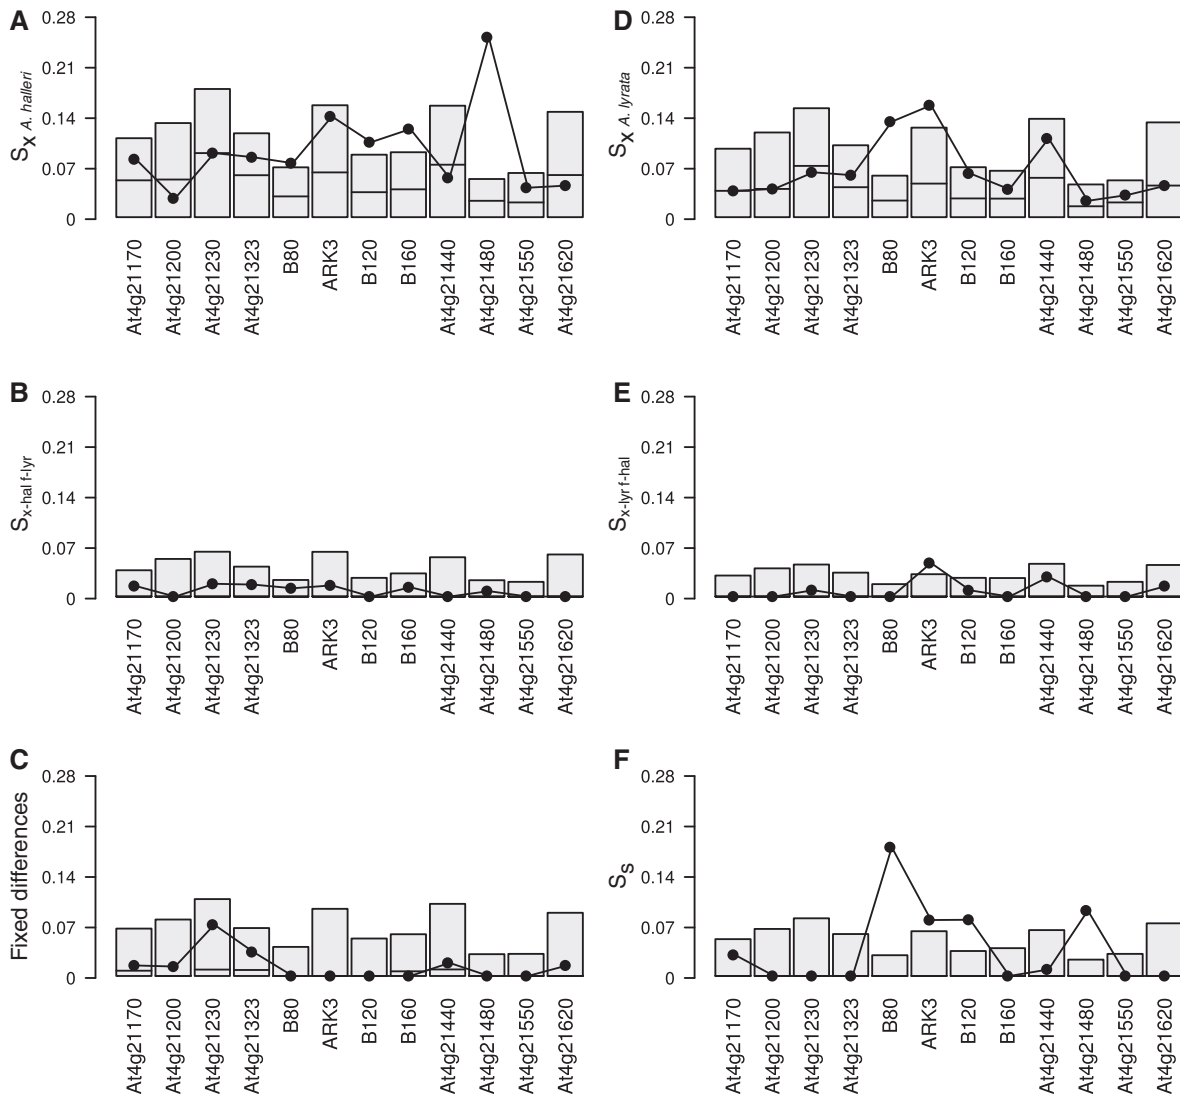 A
0.28
0.21
0.14
0.07
0
Sx A. halleri
At4g21170
At4g21200
At4g21230
At4g21323
B80
ARK3
B120
B160
At4g21440
At4g21480
At4g21550
At4g21620
D
0.28
0.21
0.14
0.07
0
Sx A. lyrata
At4g21170
At4g21200
At4g21230
At4g21323
B80
ARK3
B120
B160
At4g21440
At4g21480
At4g21550
At4g21620
B
0.28
0.21
0.14
0.07
0
Sx-hal f-lyr
At4g21170
At4g21200
At4g21230
At4g21323
B80
ARK3
B120
B160
At4g21440
At4g21480
At4g21550
At4g21620
E
0.28
0.21
0.14
0.07
0
Sx-lyr f-hal
At4g21170
At4g21200
At4g21230
At4g21323
B80
ARK3
B120
B160
At4g21440
At4g21480
At4g21550
At4g21620
C
0.28
0.21
0.14
0.07
0
Fixed differences
At4g21170
At4g21200
At4g21230
At4g21323
B80
ARK3
B120
B160
At4g21440
At4g21480
At4g21550
At4g21620
F
0.28
0.21
0.14
0.07
0
Ss
At4g21170
At4g21200
At4g21230
At4g21323
B80
ARK3
B120
B160
At4g21440
At4g21480
At4g21550
At4g21620